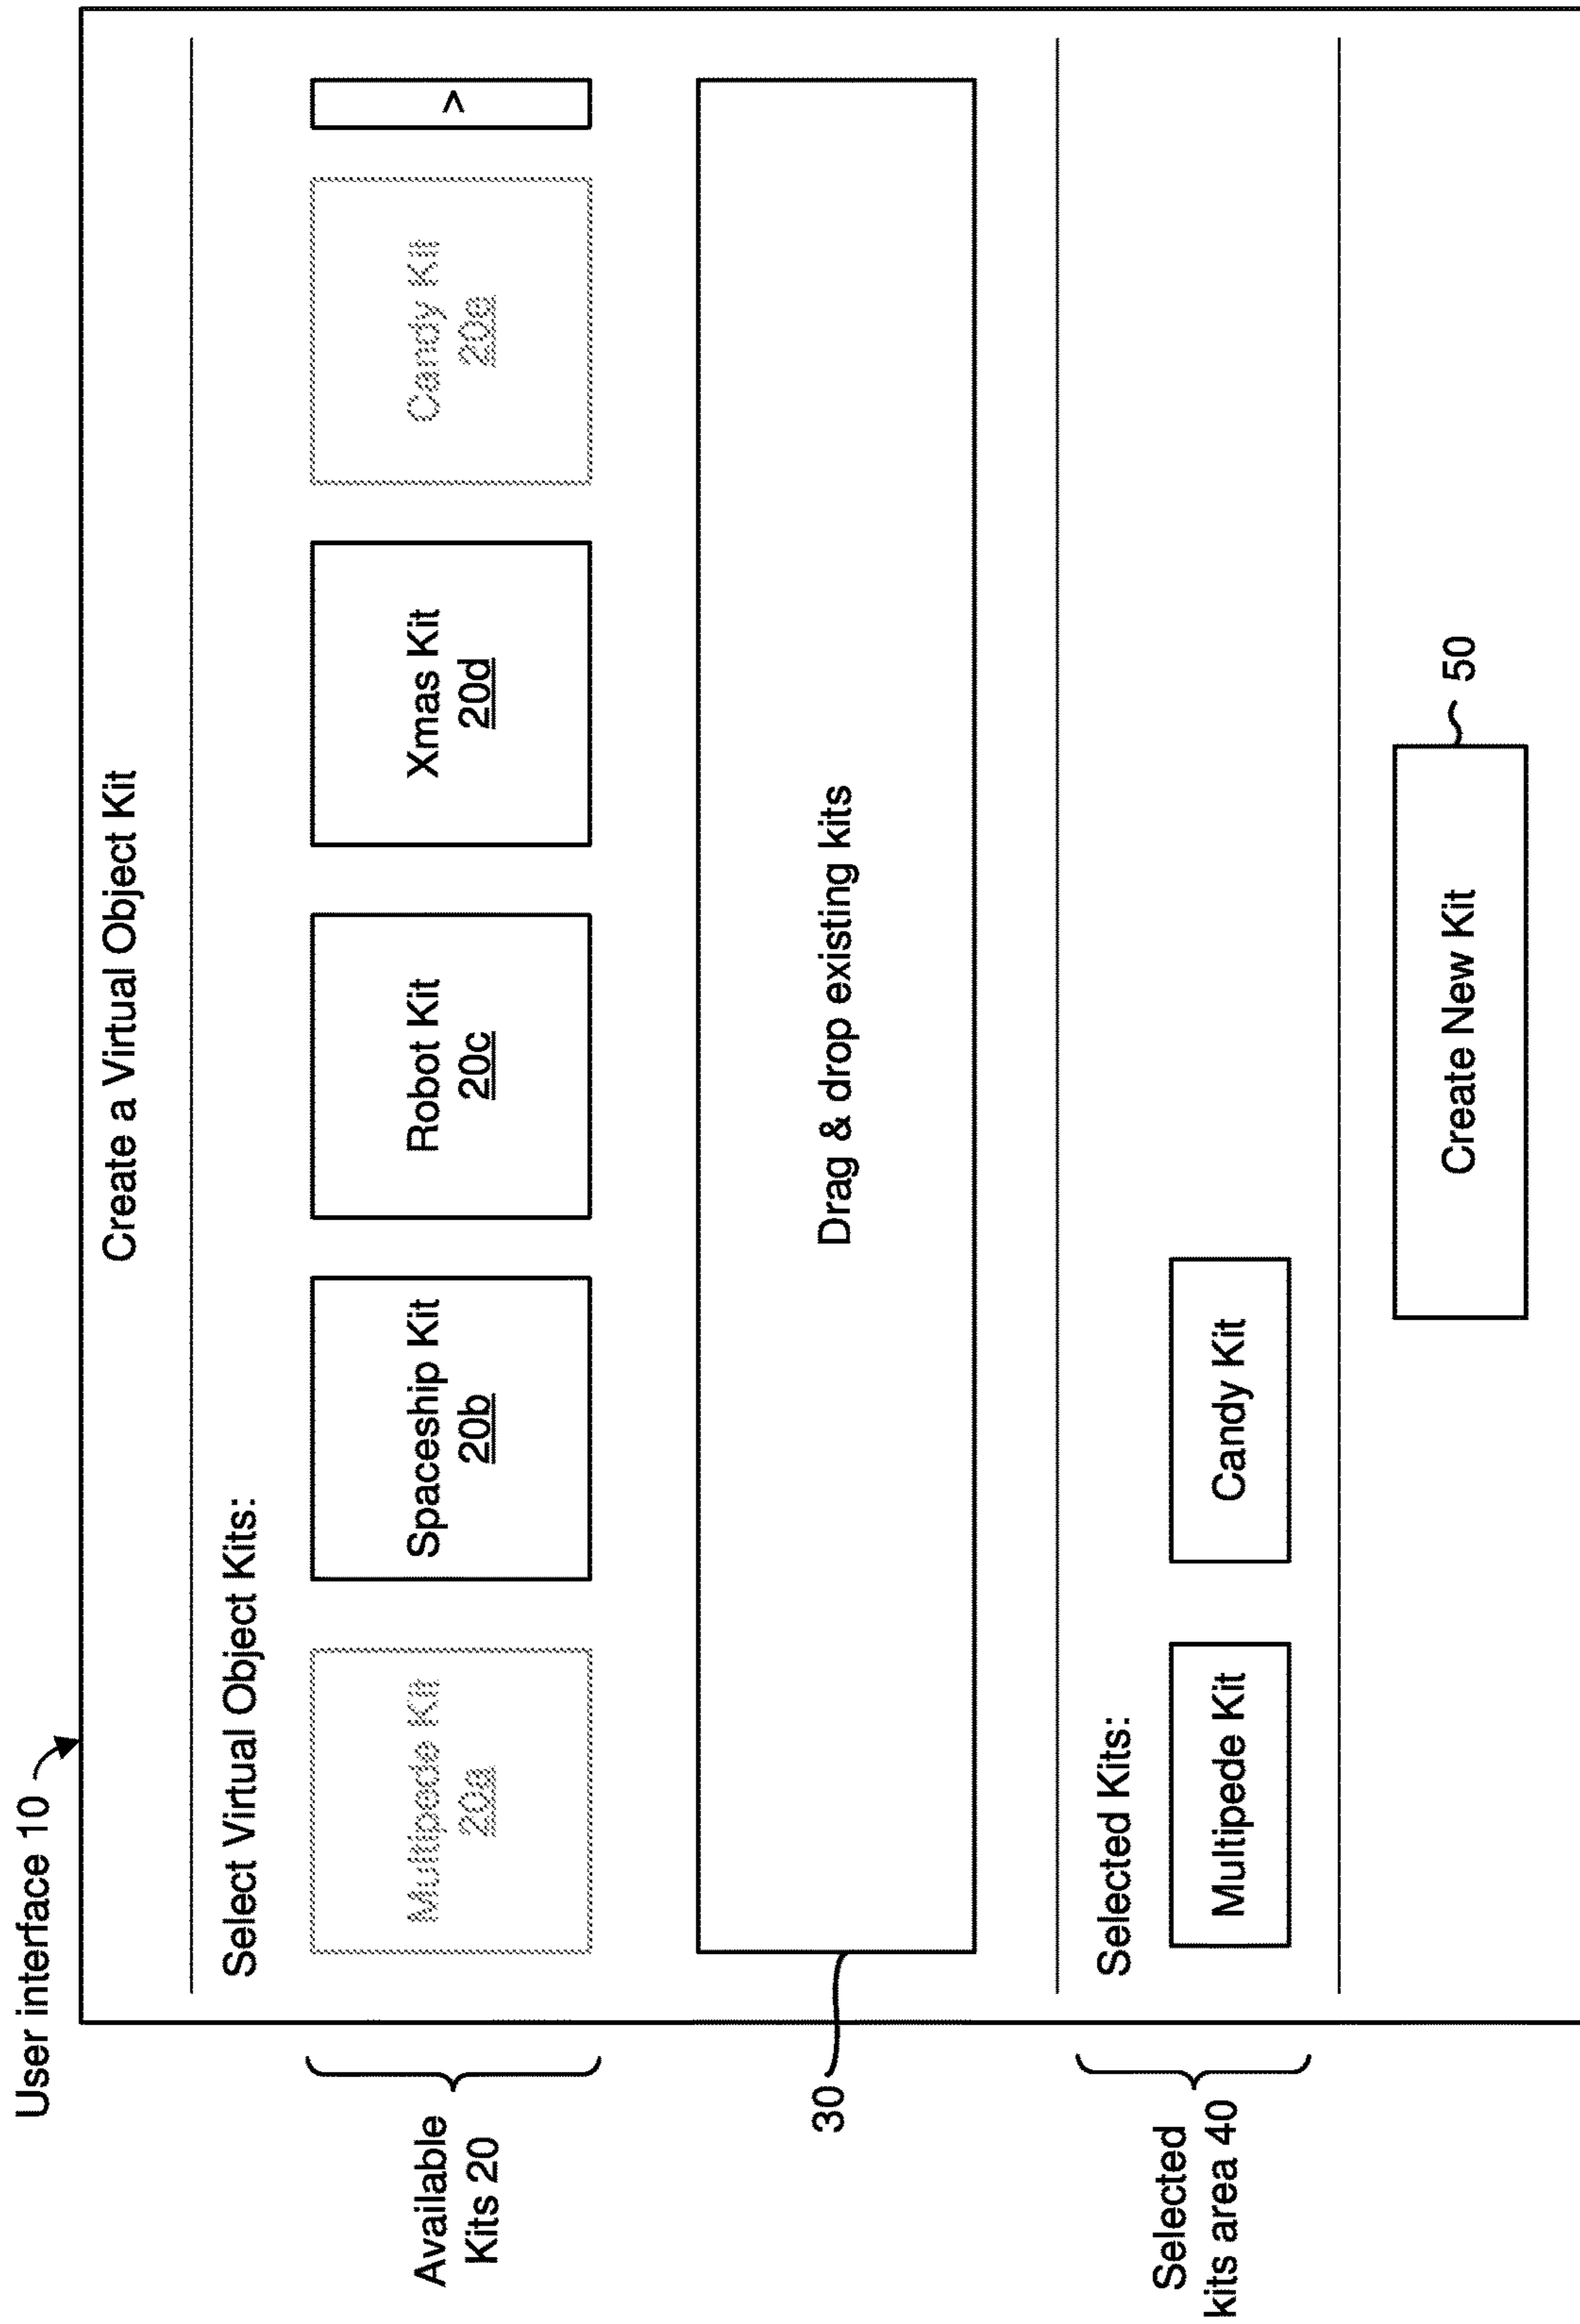 User interface 10
Create a Virtual Object Kit
Select Virtual Object Kits:
Available
Kits 20
Multipede Kit
20a
Spaceship Kit
20b
Robot Kit
20c
Xmas Kit
20d
Candy Kit
20e
>
30
Drag & drop existing kits
Selected Kits:
Selected
kits area 40
Multipede Kit
Candy Kit
Create New Kit
50